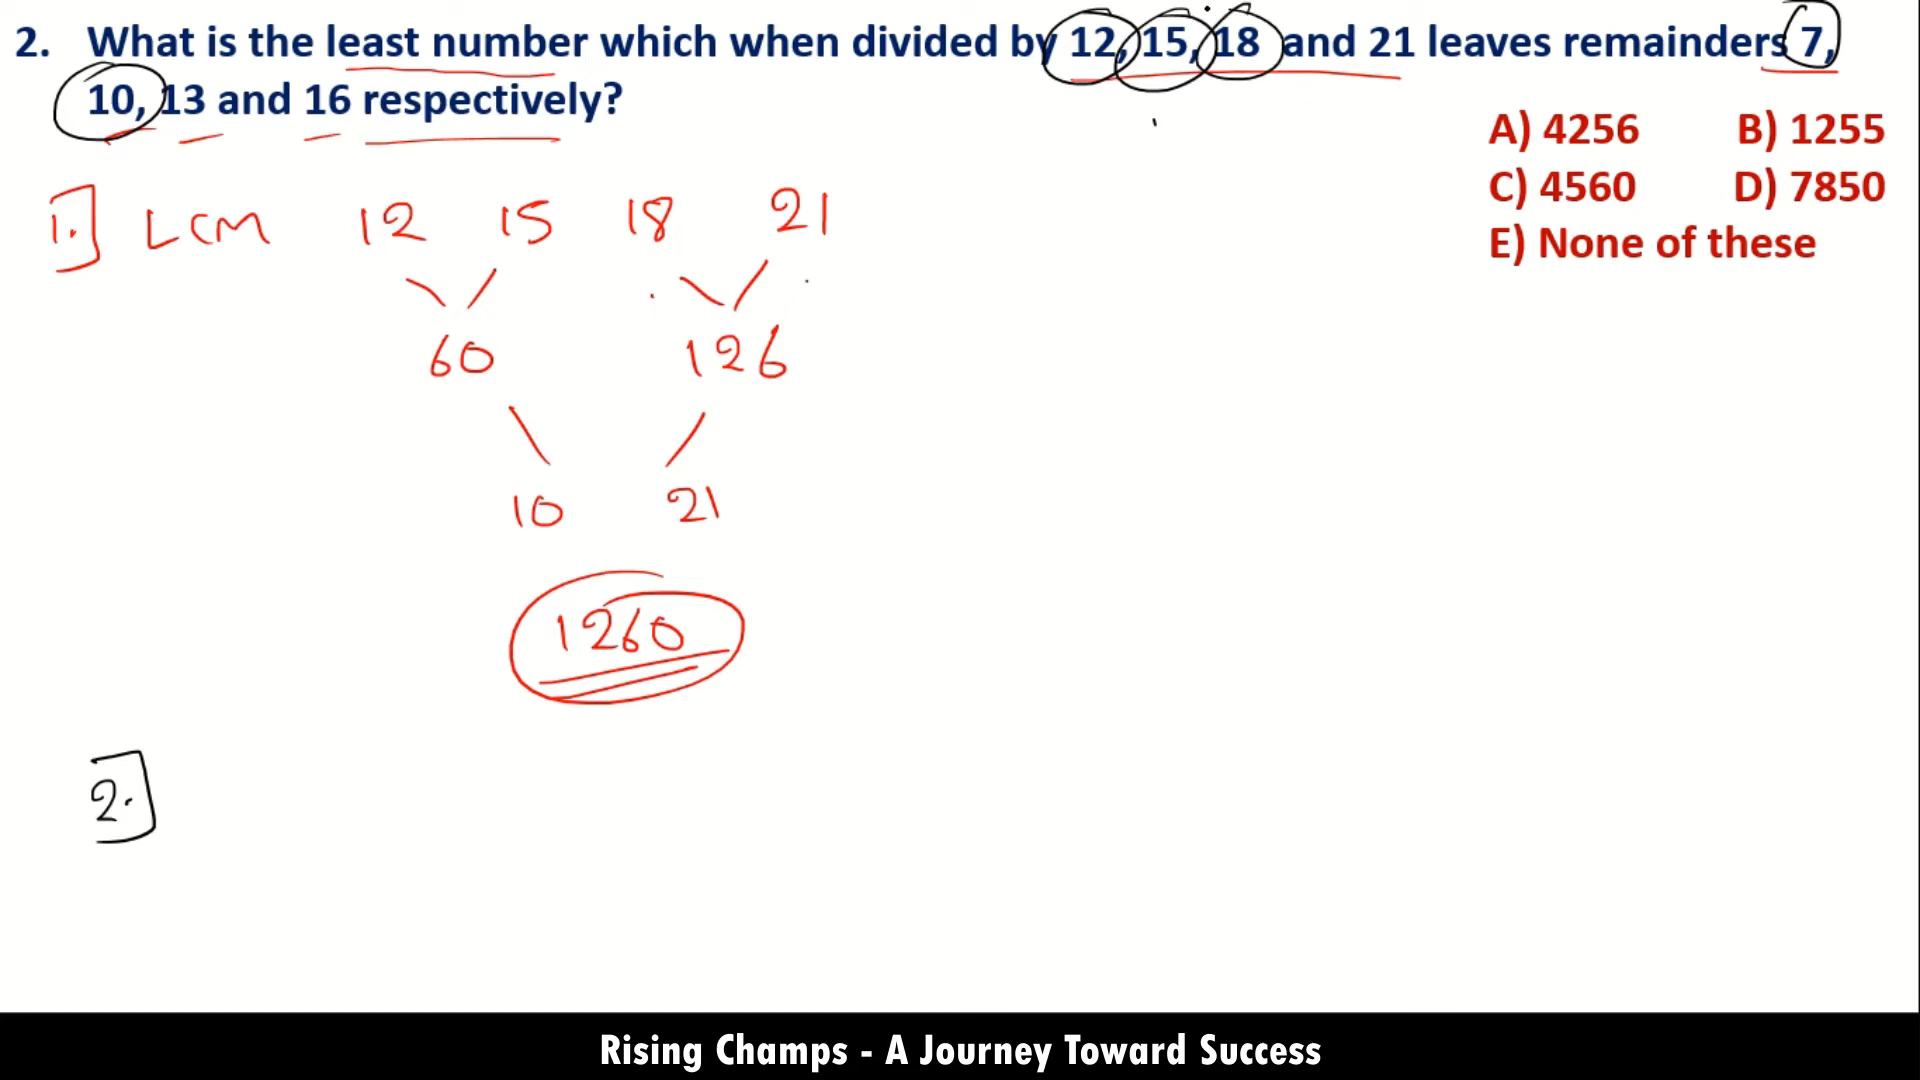 2. What is the least number which when divided by 12, 15, 18 and 21 leaves remainders 7,
10, 13 and 16 respectively?
A) 4256 B) 1255
C) 4560 D) 7850
E) None of these
1. LCM 12 15 18 21
60 126
10 21
1260
2.
Rising Champs - A Journey Toward Success